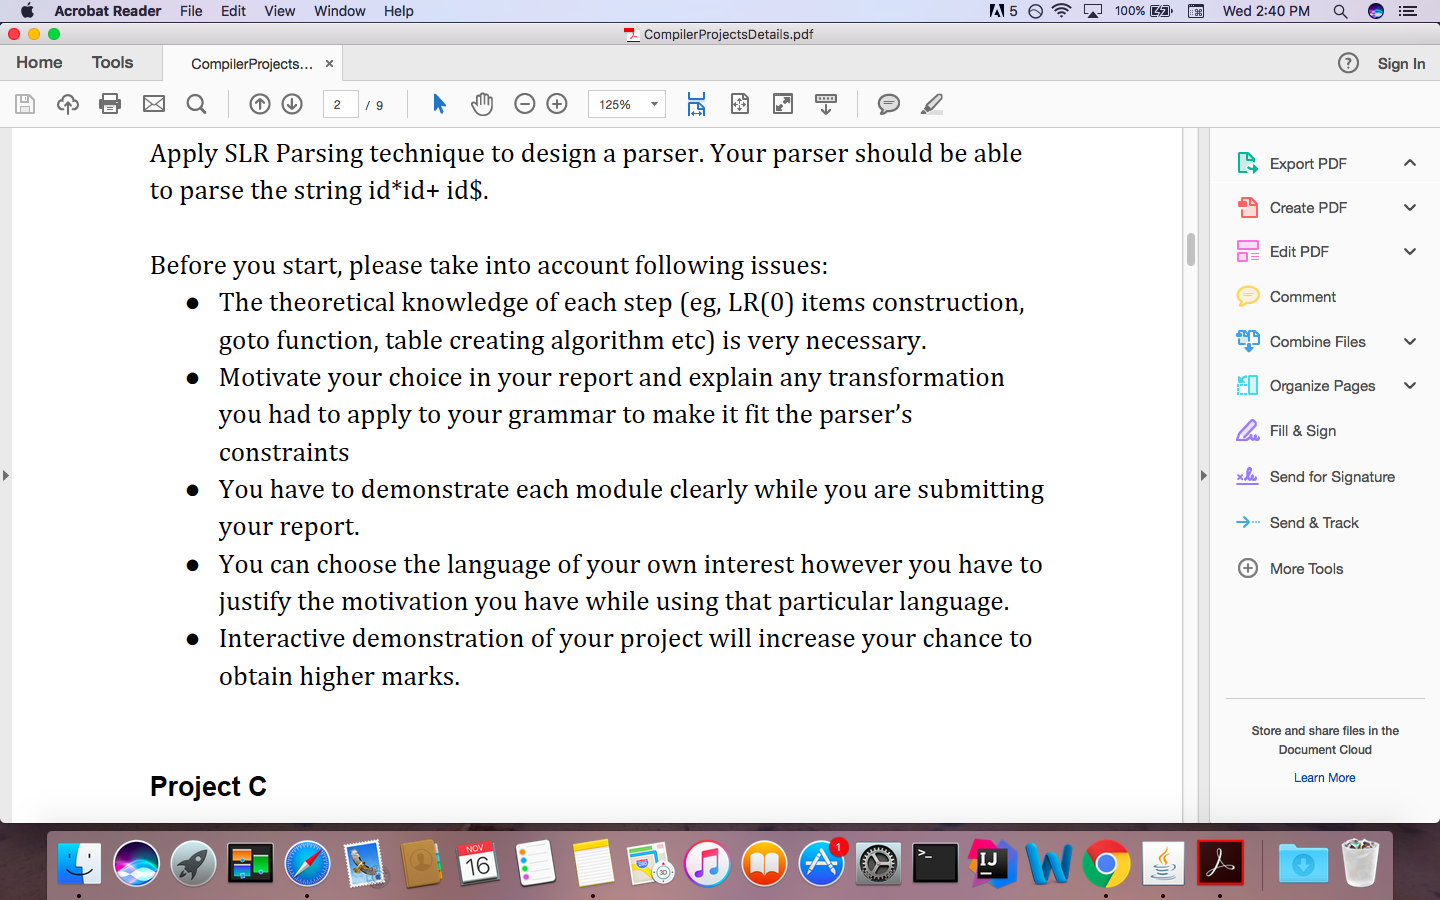 Acrobat Reader File Edit View Window Help 5 100% Wed 2:40 PM
CompilerProjectsDetails.pdf
Home Tools CompilerProjects... × ? Sign In
2 / 9 125%
Apply SLR Parsing technique to design a parser. Your parser should be able
to parse the string id*id+ id$.
Before you start, please take into account following issues:
● The theoretical knowledge of each step (eg, LR(0) items construction,
goto function, table creating algorithm etc) is very necessary.
● Motivate your choice in your report and explain any transformation
you had to apply to your grammar to make it fit the parser’s
constraints
● You have to demonstrate each module clearly while you are submitting
your report.
● You can choose the language of your own interest however you have to
justify the motivation you have while using that particular language.
● Interactive demonstration of your project will increase your chance to
obtain higher marks.
Project C
Export PDF
Create PDF
Edit PDF
Comment
Combine Files
Organize Pages
Fill & Sign
Send for Signature
Send & Track
More Tools
Store and share files in the
Document Cloud
Learn More
NOV
16
3D
1
>_
IJ
W